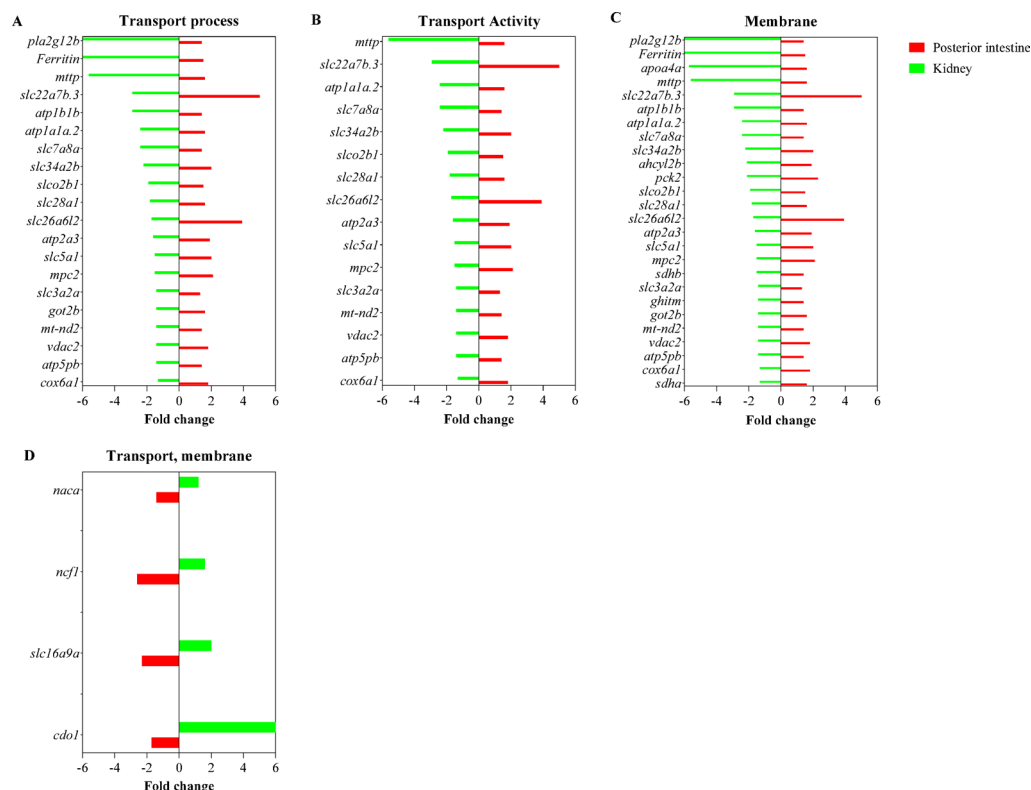 A
Transport process
pla2g12b
Ferritin
mttp
slc22a7b.3
atp1b1b
atp1a1a.2
slc7a8a
slc34a2b
slco2b1
slc28a1
slc26a6l2
atp2a3
slc5a1
mpc2
slc3a2a
got2b
mt-nd2
vdac2
atp5pb
cox6a1
-6 -4 -2 0 2 4 6
Fold change
B
Transport Activity
mttp
slc22a7b.3
atp1a1a.2
slc7a8a
slc34a2b
slco2b1
slc28a1
slc26a6l2
atp2a3
slc5a1
mpc2
slc3a2a
mt-nd2
vdac2
atp5pb
cox6a1
-6 -4 -2 0 2 4 6
Fold change
C
Membrane
pla2g12b
Ferritin
apoa4a
mttp
slc22a7b.3
atp1b1b
atp1a1a.2
slc7a8a
slc34a2b
ahcyl2b
pck2
slco2b1
slc28a1
slc26a6l2
atp2a3
slc5a1
mpc2
sdhb
slc3a2a
ghitm
got2b
mt-nd2
vdac2
atp5pb
cox6a1
sdha
-6 -4 -2 0 2 4 6
Fold change
Posterior intestine
Kidney
D
Transport, membrane
naca
ncf1
slc16a9a
cdo1
-6 -4 -2 0 2 4 6
Fold change